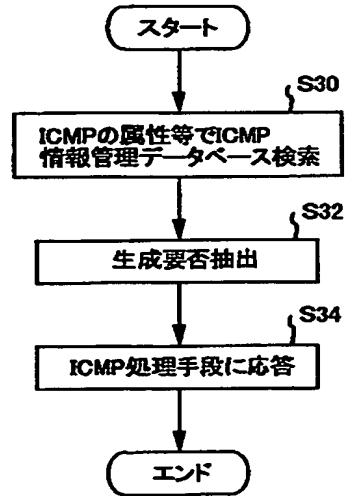 スタート
S30
ICMPの属性等でICMP
情報管理データベース検索
S32
生成要否抽出
S34
ICMP処理手段に応答
エンド